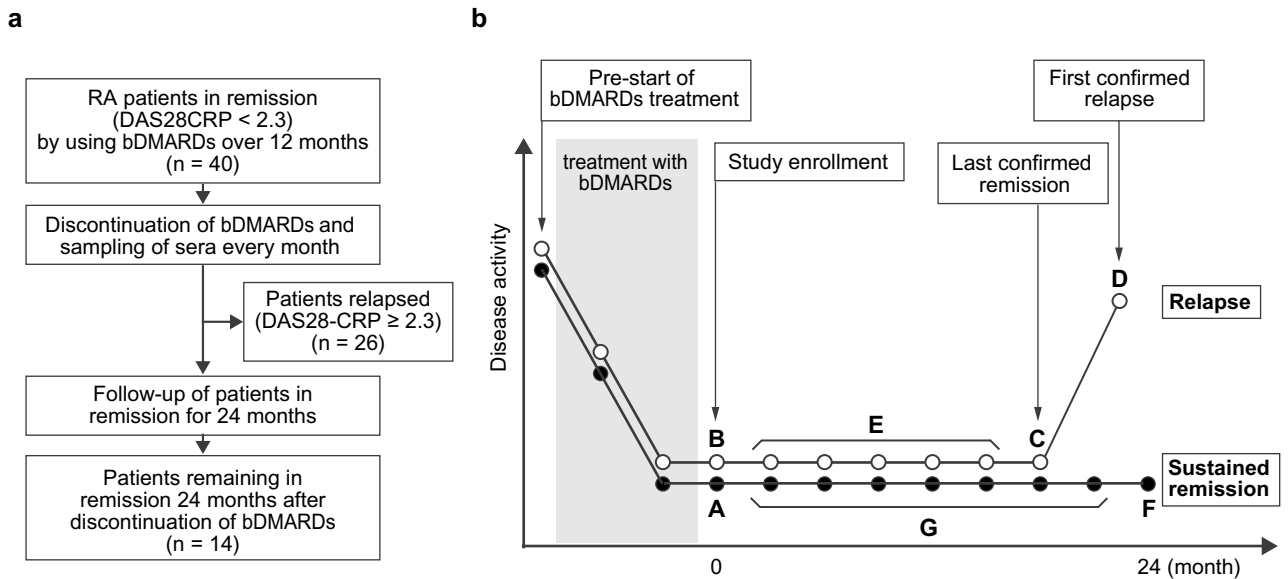 a
RA patients in remission
(DAS28CRP < 2.3)
by using bDMARDs over 12 months
(n = 40)
Discontinuation of bDMARDs and
sampling of sera every month
Patients relapsed
(DAS28-CRP ≥ 2.3)
(n = 26)
Follow-up of patients in
remission for 24 months
Patients remaining in
remission 24 months after
discontinuation of bDMARDs
(n = 14)
b
Pre-start of
bDMARDs treatment
First confirmed
relapse
treatment with
bDMARDs
Study enrollment
Last confirmed
remission
Disease activity
D
Relapse
B
E
C
Sustained
remission
A
G
F
0
24 (month)